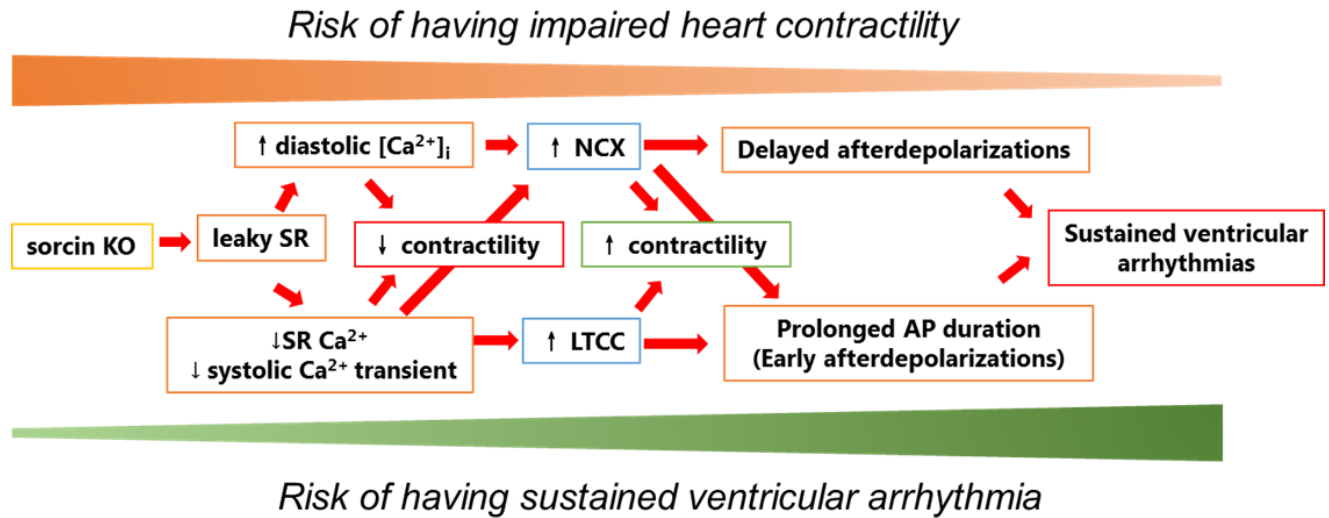 Risk of having impaired heart contractility
↑ diastolic [Ca²⁺]ᵢ
↑ NCX
Delayed afterdepolarizations
sorcin KO
leaky SR
↓ contractility
↑ contractility
Sustained ventricular
arrhythmias
↓SR Ca²⁺
↓ systolic Ca²⁺ transient
↑ LTCC
Prolonged AP duration
(Early afterdepolarizations)
Risk of having sustained ventricular arrhythmia